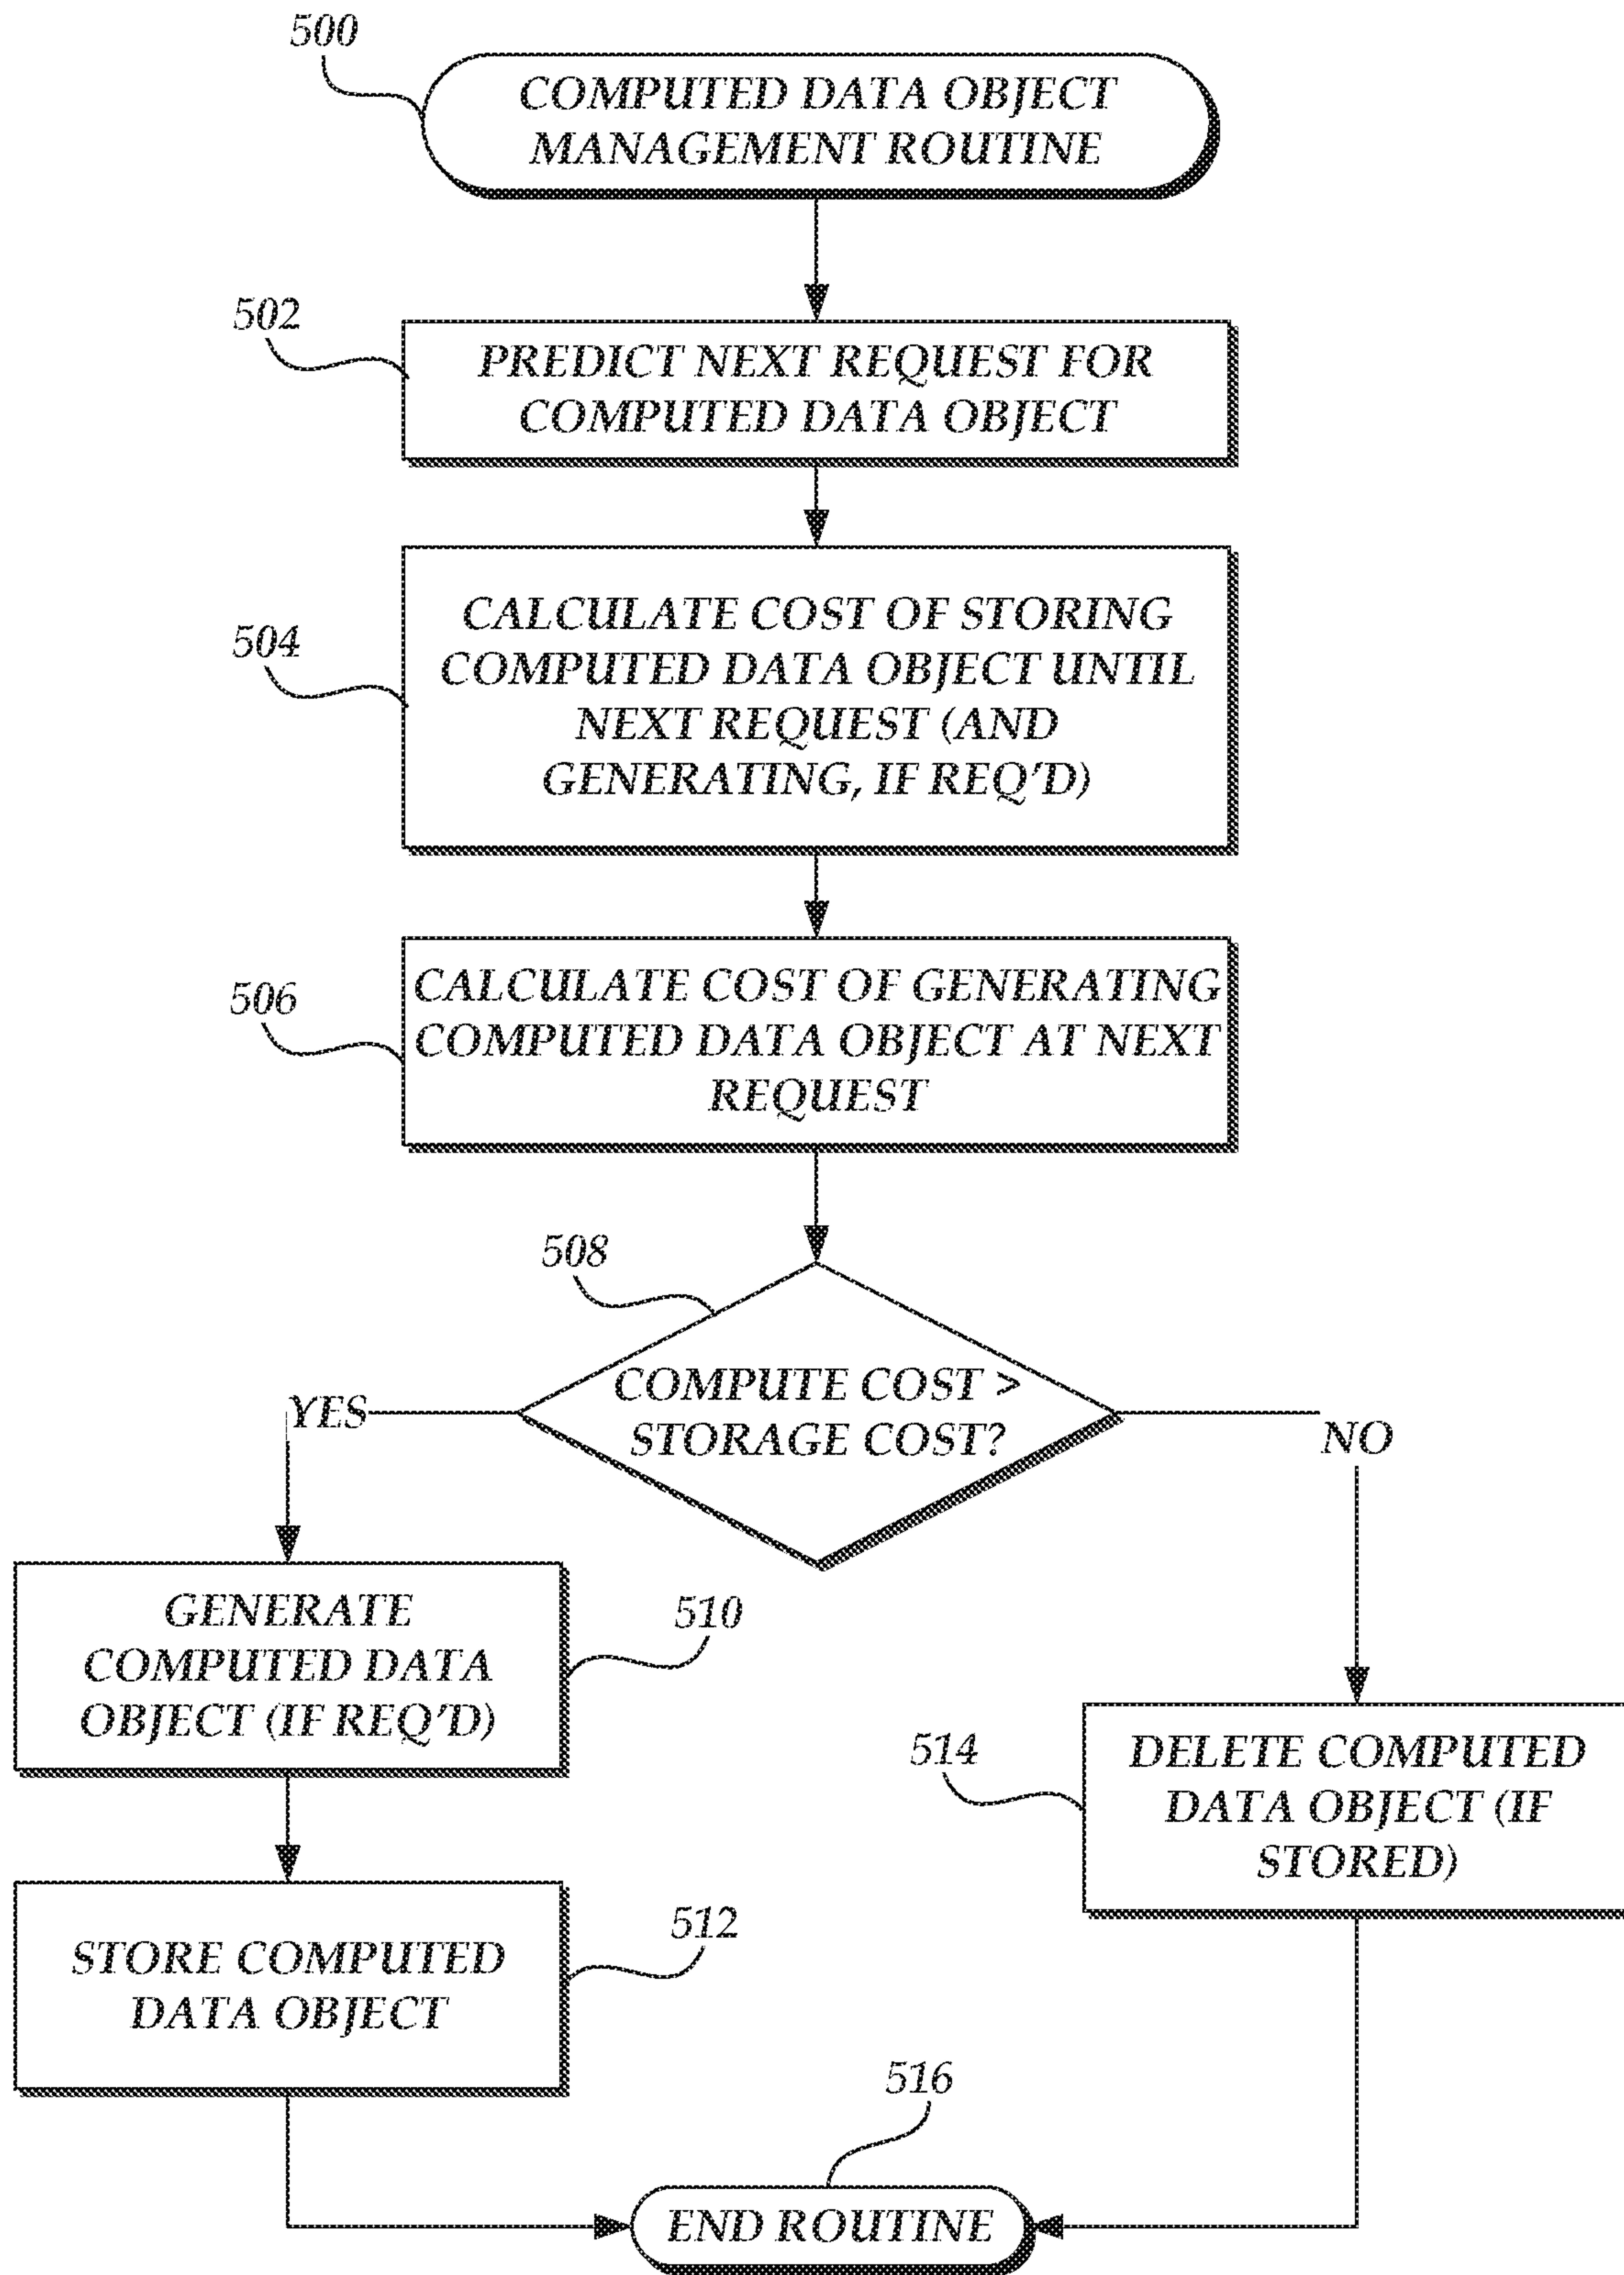 500
COMPUTED DATA OBJECT
MANAGEMENT ROUTINE
502
PREDICT NEXT REQUEST FOR
COMPUTED DATA OBJECT
504
CALCULATE COST OF STORING
COMPUTED DATA OBJECT UNTIL
NEXT REQUEST (AND
GENERATING, IF REQ'D)
506
CALCULATE COST OF GENERATING
COMPUTED DATA OBJECT AT NEXT
REQUEST
508
COMPUTE COST >
STORAGE COST?
YES
NO
GENERATE
COMPUTED DATA
OBJECT (IF REQ'D)
510
514
DELETE COMPUTED
DATA OBJECT (IF
STORED)
STORE COMPUTED
DATA OBJECT
512
516
END ROUTINE